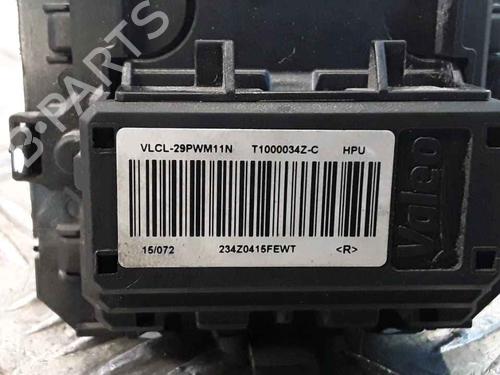 B-PARTS
VLCL-29PWM11N T1000034Z-C HPU
15/072 234Z0415FEWT <R>
Valeo